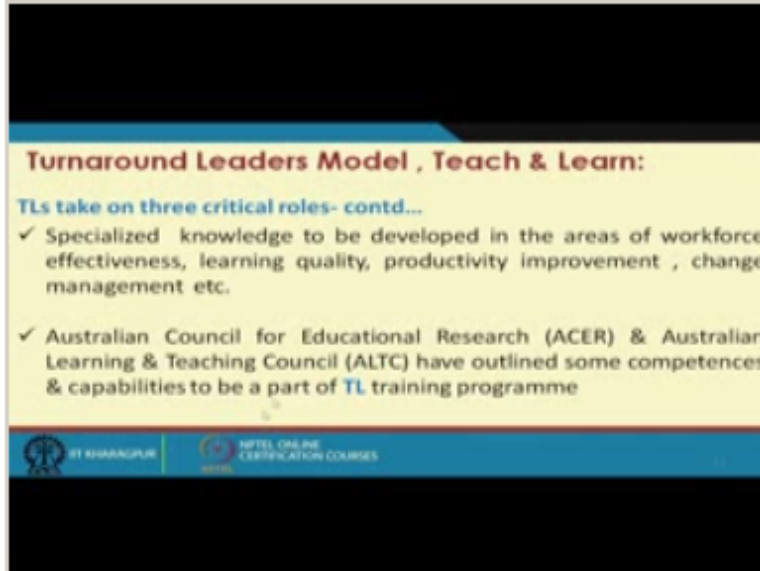 Turnaround Leaders Model , Teach & Learn:
TLs take on three critical roles- contd...
✓ Specialized knowledge to be developed in the areas of workforce
effectiveness, learning quality, productivity improvement , change
management etc.
✓ Australian Council for Educational Research (ACER) & Australian
Learning & Teaching Council (ALTC) have outlined some competences
& capabilities to be a part of TL training programme
IIT KHARAGPUR
NPTEL ONLINE
CERTIFICATION COURSES
NPTEL